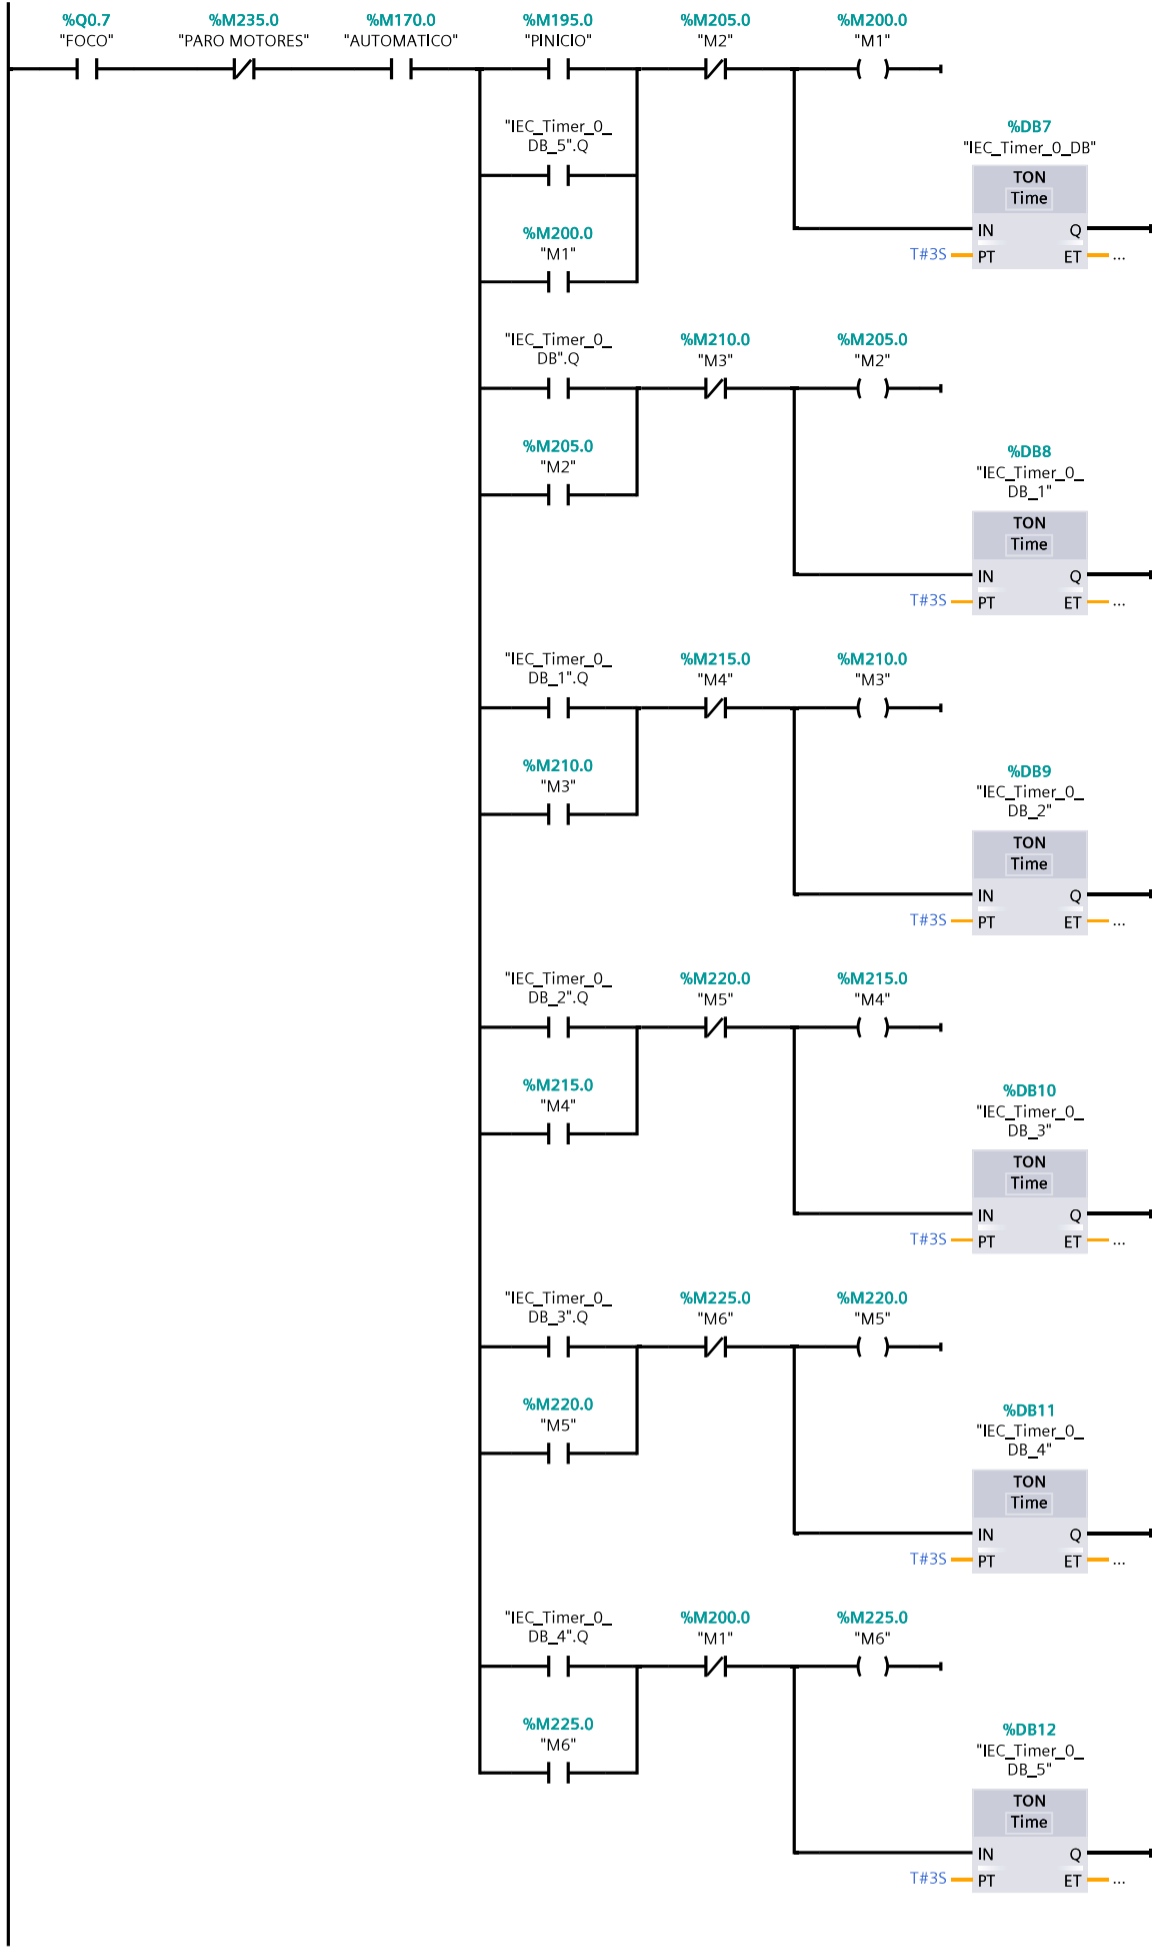 %Q0.7
"FOCO"
%M235.0
"PARO MOTORES"
%M170.0
"AUTOMATICO"
%M195.0
"PINICIO"
%M205.0
"M2"
%M200.0
"M1"
"IEC_Timer_0_
DB_5".Q
%M200.0
"M1"
%DB7
"IEC_Timer_0_DB"
TON
Time
IN Q
T#3S PT ET ...
"IEC_Timer_0_
DB".Q
%M210.0
"M3"
%M205.0
"M2"
%M205.0
"M2"
%DB8
"IEC_Timer_0_
DB_1"
TON
Time
IN Q
T#3S PT ET ...
"IEC_Timer_0_
DB_1".Q
%M215.0
"M4"
%M210.0
"M3"
%M210.0
"M3"
%DB9
"IEC_Timer_0_
DB_2"
TON
Time
IN Q
T#3S PT ET ...
"IEC_Timer_0_
DB_2".Q
%M220.0
"M5"
%M215.0
"M4"
%M215.0
"M4"
%DB10
"IEC_Timer_0_
DB_3"
TON
Time
IN Q
T#3S PT ET ...
"IEC_Timer_0_
DB_3".Q
%M225.0
"M6"
%M220.0
"M5"
%M220.0
"M5"
%DB11
"IEC_Timer_0_
DB_4"
TON
Time
IN Q
T#3S PT ET ...
"IEC_Timer_0_
DB_4".Q
%M200.0
"M1"
%M225.0
"M6"
%M225.0
"M6"
%DB12
"IEC_Timer_0_
DB_5"
TON
Time
IN Q
T#3S PT ET ...